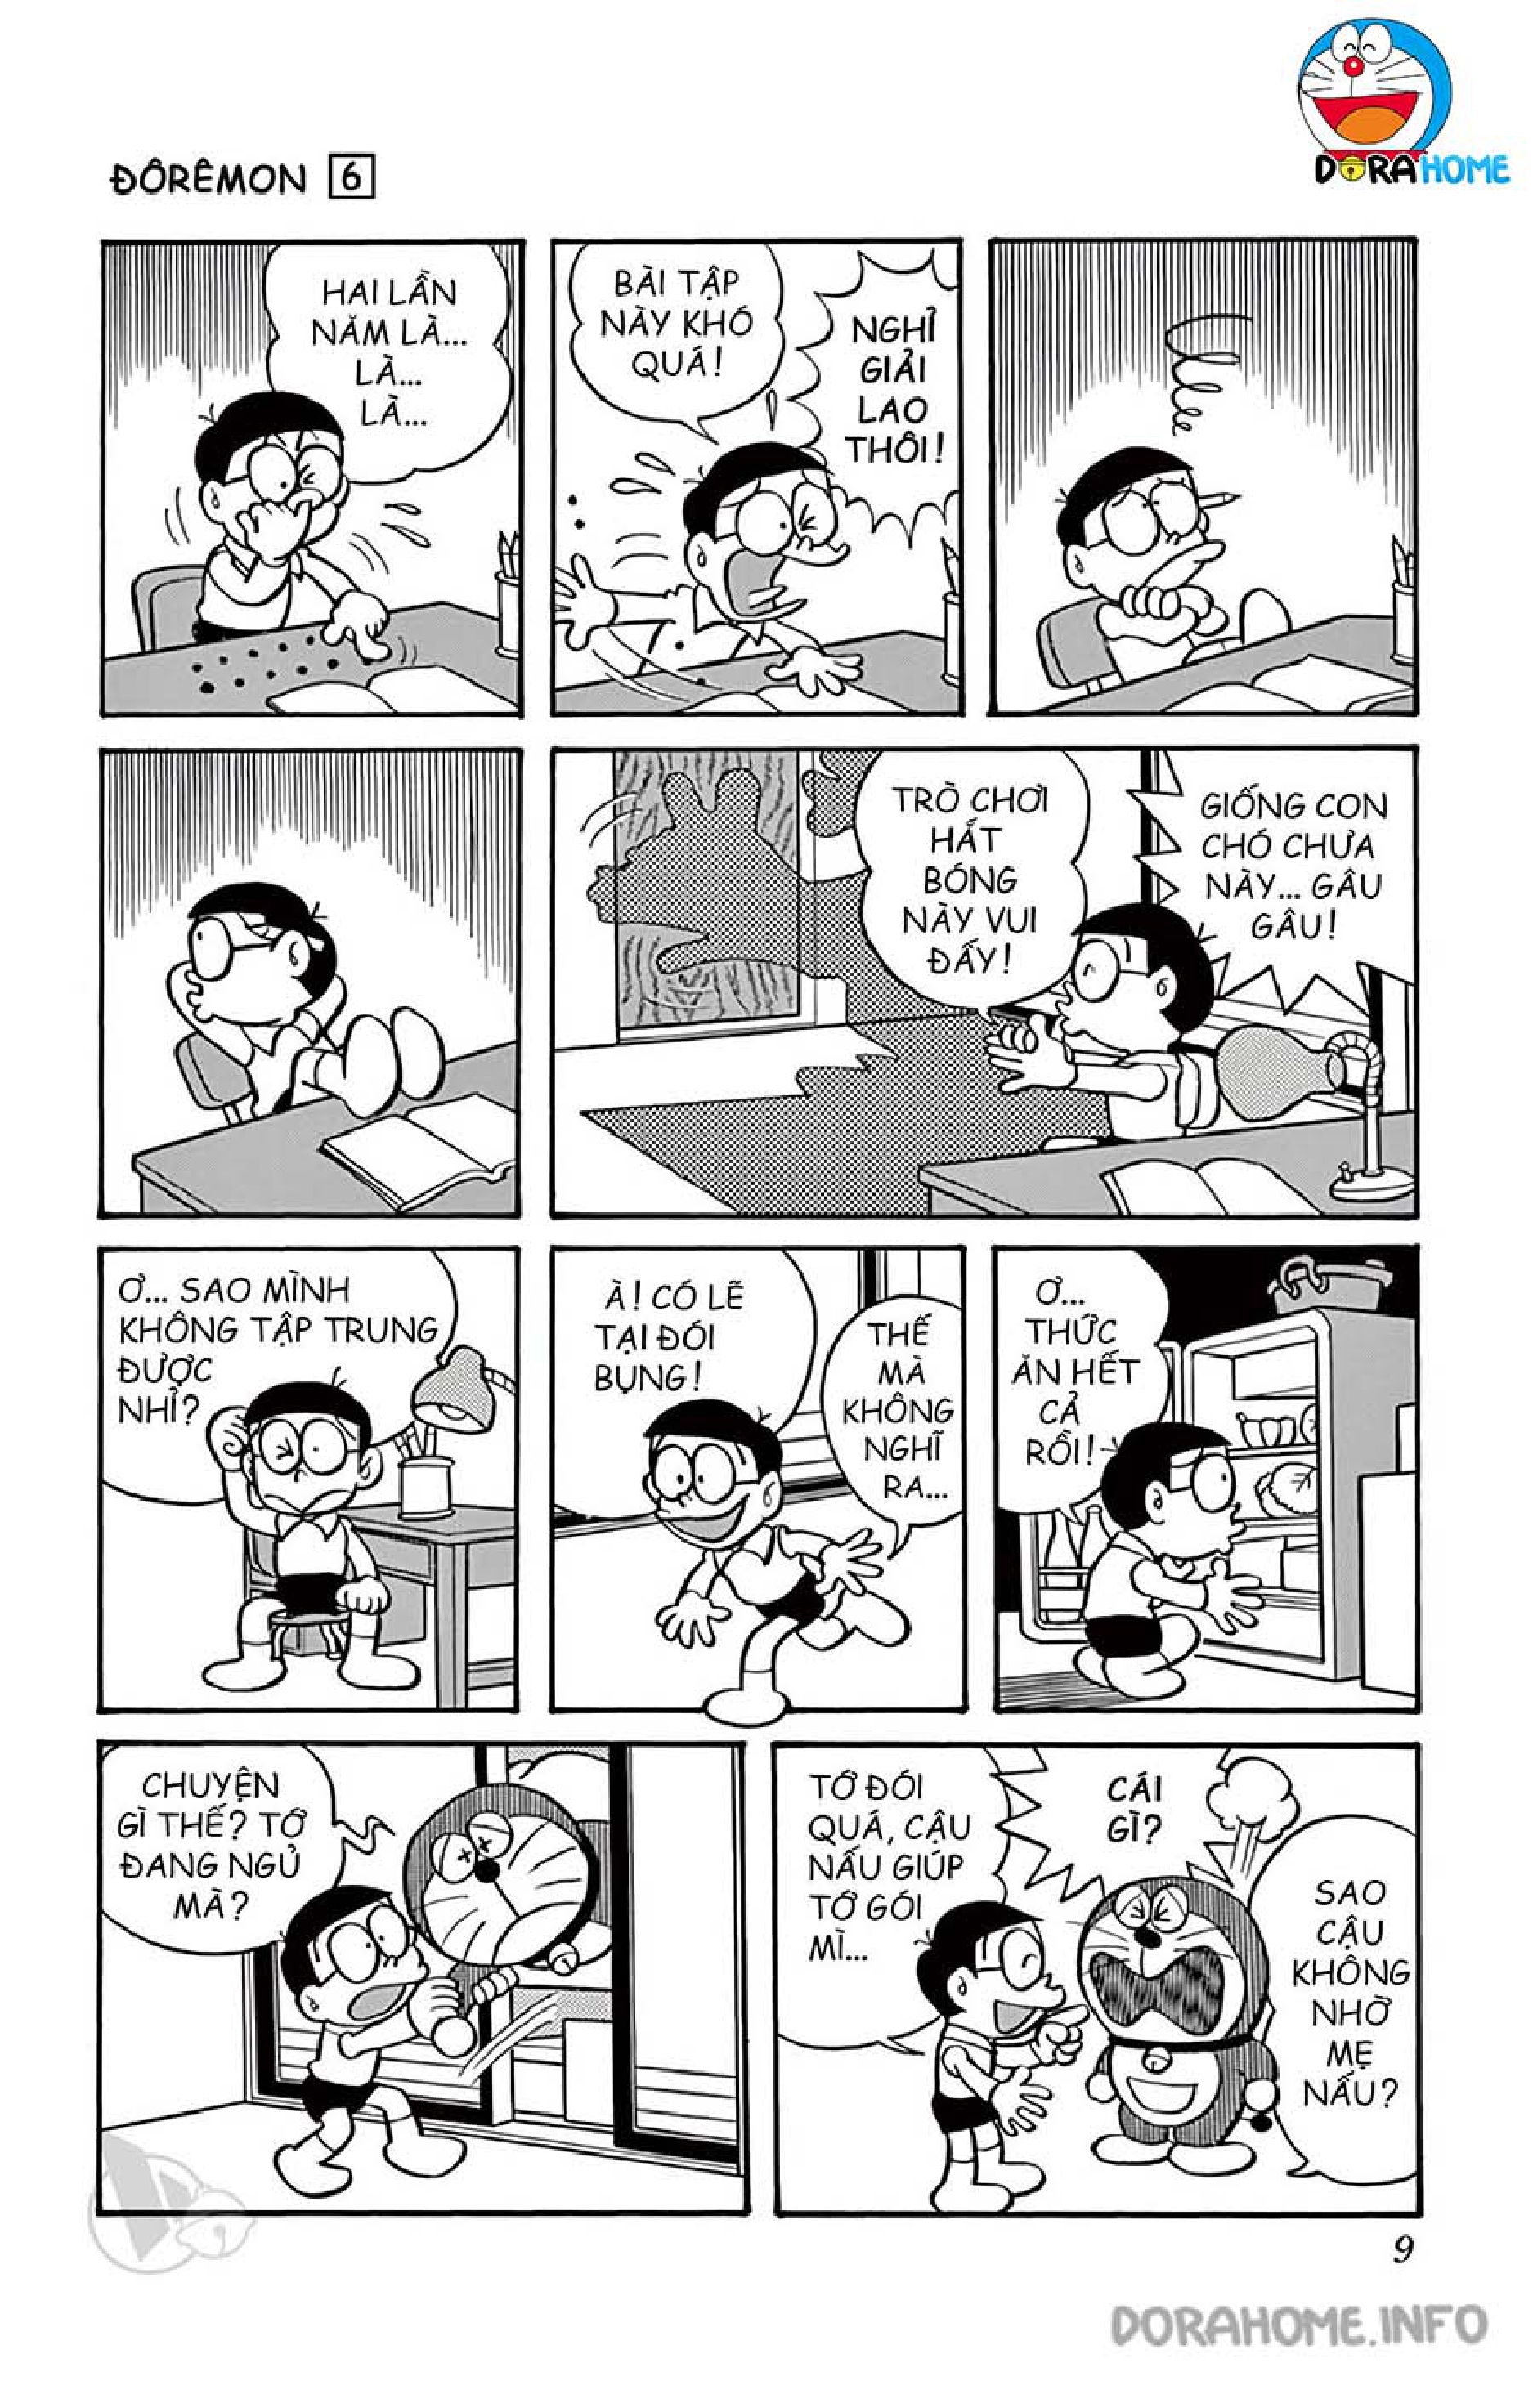 DORAHOME
ĐÔRÊMON 6
HAI LẦN
NĂM LÀ...
LÀ...
LÀ...
BÀI TẬP
NÀY KHÓ
QUÁ!
NGHỈ
GIẢI
LAO
THÔI!
TRÒ CHƠI
HẮT
BÓNG
NÀY VUI
ĐẤY!
GIỐNG CON
CHÓ CHƯA
NÀY... GÂU
GÂU!
Ơ... SAO MÌNH
KHÔNG TẬP TRUNG
ĐƯỢC
NHỈ?
À! CÓ LẼ
TẠI ĐÓI
BỤNG!
THẾ
MÀ
KHÔNG
NGHĨ
RA...
Ơ...
THỨC
ĂN HẾT
CẢ
RỒI!
CHUYỆN
GÌ THẾ? TỚ
ĐANG NGỦ
MÀ?
TỚ ĐÓI
QUÁ, CẬU
NẤU GIÚP
TỚ GÓI
MÌ...
CÁI
GÌ?
SAO
CẬU
KHÔNG
NHỜ
MẸ
NẤU?
9
DORAHOME.INFO